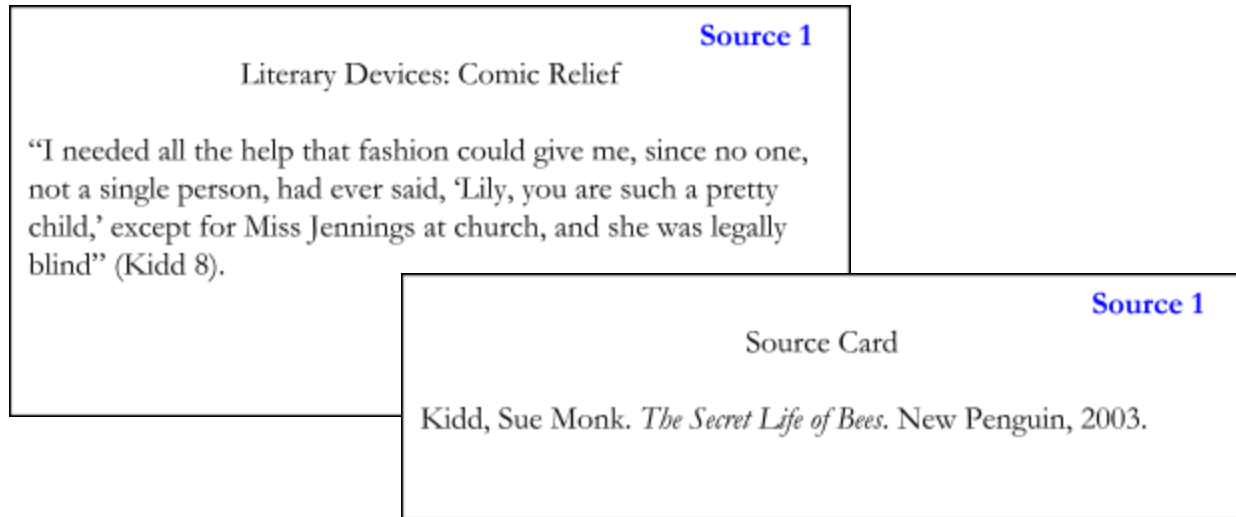 Source 1
Literary Devices: Comic Relief
“I needed all the help that fashion could give me, since no one,
not a single person, had ever said, ‘Lily, you are such a pretty
child,’ except for Miss Jennings at church, and she was legally
blind” (Kidd 8).
Source 1
Source Card
Kidd, Sue Monk. The Secret Life of Bees. New Penguin, 2003.